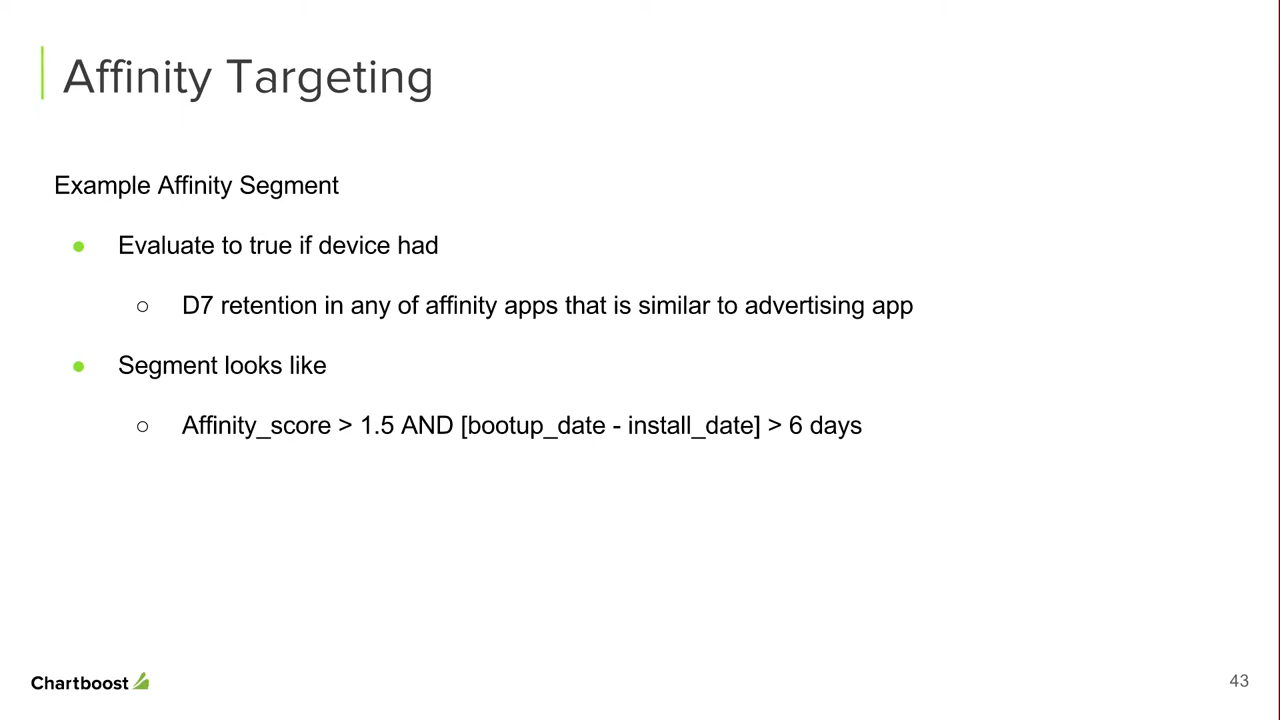 Affinity Targeting
Example Affinity Segment
● Evaluate to true if device had
○ D7 retention in any of affinity apps that is similar to advertising app
● Segment looks like
○ Affinity_score > 1.5 AND [bootup_date - install_date] > 6 days
Chartboost
43